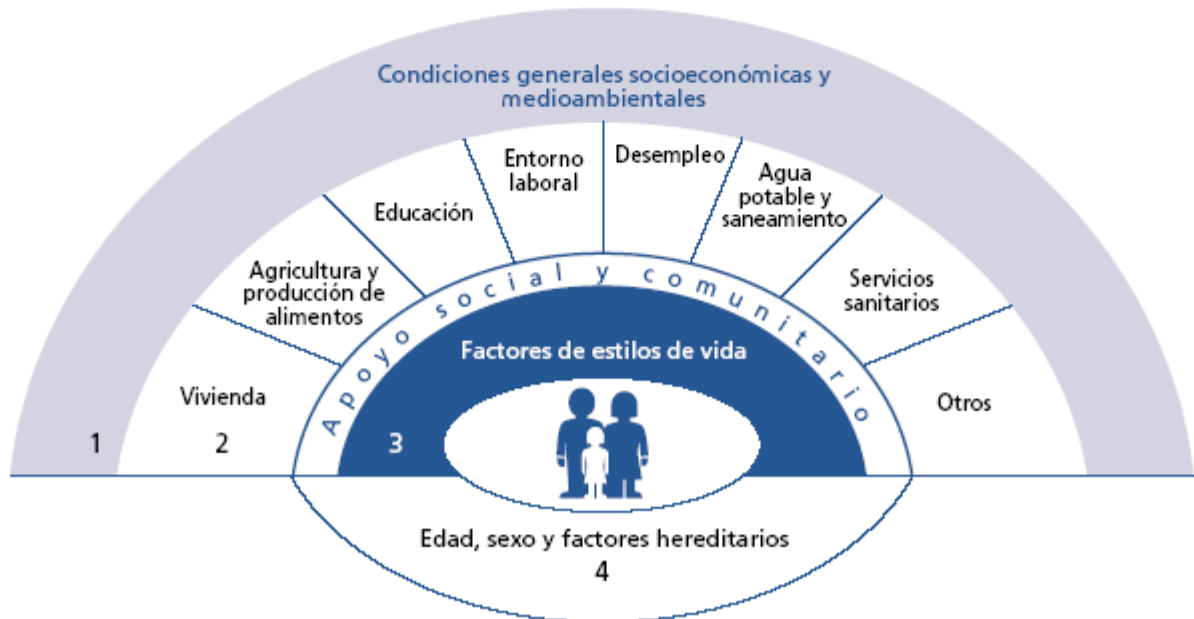 Condiciones generales socioeconómicas y
medioambientales
Entorno
laboral
Desempleo
Agua
potable y
saneamiento
Educación
Agricultura y
producción de
alimentos
Servicios
sanitarios
Apoyo social y comunitario
Factores de estilos de vida
Vivienda
Otros
1
2
3
Edad, sexo y factores hereditarios
4